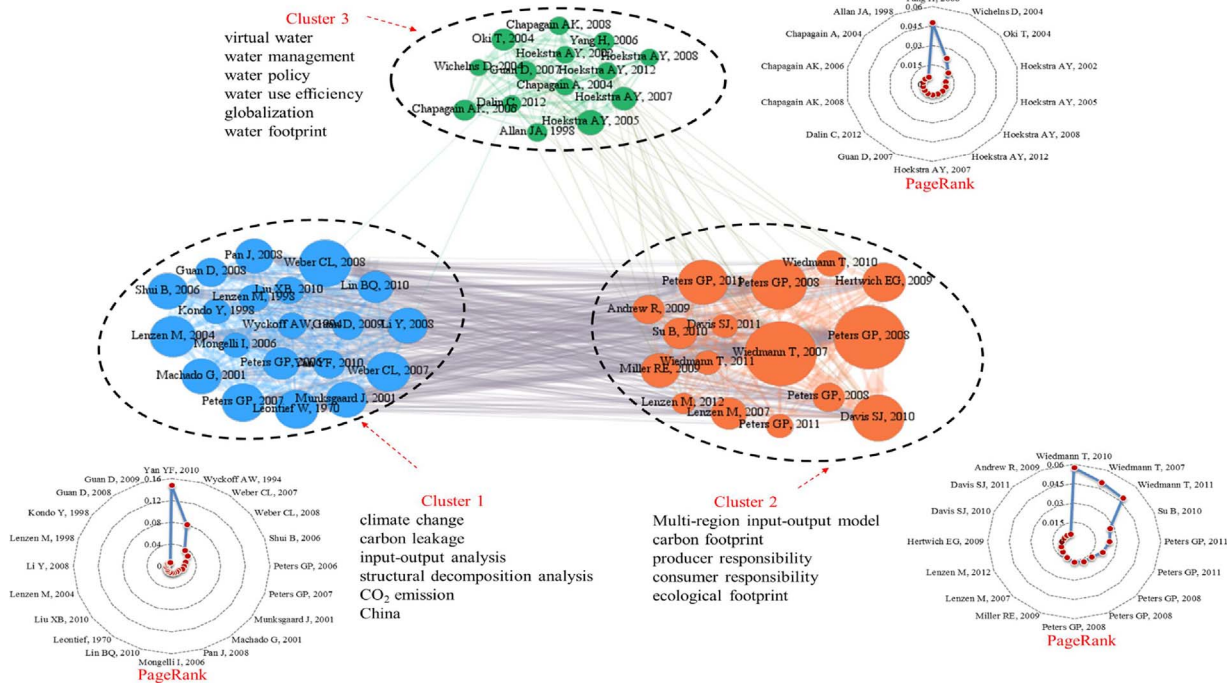 Cluster 3
virtual water
water management
water policy
water use efficiency
globalization
water footprint
Chapagain AK, 2008
Oki T, 2004
Yang H, 2006
Hoekstra AY, 2008
Wichelns D, 2004
Guan D, 2007
Hoekstra AY, 2012
Chapagain A, 2004
Dalin C, 2012
Hoekstra AY, 2007
Chapagain AK, 2006
Hoekstra AY, 2005
Allan JA, 1998
0.06
0.045
0.03
0.015
Allan JA, 1998
Wichelns D, 2004
Chapagain A, 2004
Oki T, 2004
Chapagain AK, 2006
Hoekstra AY, 2002
Chapagain AK, 2008
Hoekstra AY, 2005
Dalin C, 2012
Hoekstra AY, 2008
Guan D, 2007
Hoekstra AY, 2012
Hoekstra AY, 2007
PageRank
Pan J, 2008
Weber CL, 2008
Guan D, 2008
Shui B, 2006
Liu XB, 2010
Lin BQ, 2010
Lenzen M, 1998
Kondo Y, 1998
Wyckoff AW, 1994
Guan D, 2009
Li Y, 2008
Lenzen M, 2004
Mongelli I, 2006
Peters GP, 2006
Yan YF, 2010
Machado G, 2001
Weber CL, 2007
Peters GP, 2007
Munksgaard J, 2001
Leontief W, 1970
Wiedmann T, 2010
Peters GP, 2011
Peters GP, 2008
Hertwich EG, 2009
Andrew R, 2009
Davis SJ, 2011
Su B, 2010
Peters GP, 2008
Wiedmann T, 2007
Wiedmann T, 2011
Miller RE, 2009
Peters GP, 2008
Lenzen M, 2012
Lenzen M, 2007
Davis SJ, 2010
Peters GP, 2011
Yan YF, 2010
Guan D, 2009
Wyckoff AW, 1994
0.16
Guan D, 2008
Weber CL, 2007
0.12
Kondo Y, 1998
Weber CL, 2008
0.08
Lenzen M, 1998
Shui B, 2006
0.04
Li Y, 2008
Peters GP, 2006
Lenzen M, 2004
Peters GP, 2007
Liu XB, 2010
Munksgaard J, 2001
Leontief, 1970
Machado G, 2001
Lin BQ, 2010
Pan J, 2008
Mongelli I, 2006
PageRank
Cluster 1
climate change
carbon leakage
input-output analysis
structural decomposition analysis
CO₂ emission
China
Cluster 2
Multi-region input-output model
carbon footprint
producer responsibility
consumer responsibility
ecological footprint
Wiedmann T, 2010
0.06
Andrew R, 2009
Wiedmann T, 2007
0.045
Davis SJ, 2011
Wiedmann T, 2011
0.03
Davis SJ, 2010
Su B, 2010
0.015
Hertwich EG, 2009
Peters GP, 2011
Lenzen M, 2012
Peters GP, 2011
Lenzen M, 2007
Peters GP, 2008
Miller RE, 2009
Peters GP, 2008
Peters GP, 2008
PageRank